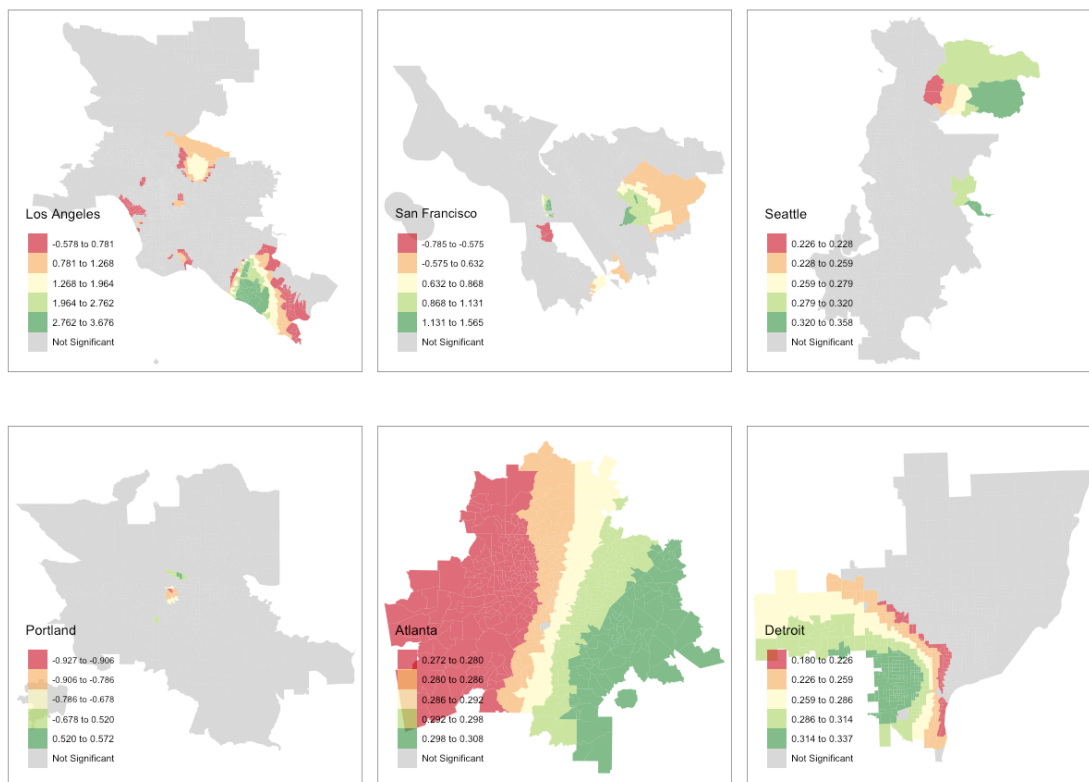 Los Angeles
-0.578 to 0.781
0.781 to 1.268
1.268 to 1.964
1.964 to 2.762
2.762 to 3.676
Not Significant
San Francisco
-0.785 to -0.575
-0.575 to 0.632
0.632 to 0.868
0.868 to 1.131
1.131 to 1.565
Not Significant
Seattle
0.226 to 0.228
0.228 to 0.259
0.259 to 0.279
0.279 to 0.320
0.320 to 0.358
Not Significant
Portland
-0.927 to -0.906
-0.906 to -0.786
-0.786 to -0.678
-0.678 to 0.520
0.520 to 0.572
Not Significant
Atlanta
0.272 to 0.280
0.280 to 0.286
0.286 to 0.292
0.292 to 0.298
0.298 to 0.308
Not Significant
Detroit
0.180 to 0.226
0.226 to 0.259
0.259 to 0.286
0.286 to 0.314
0.314 to 0.337
Not Significant